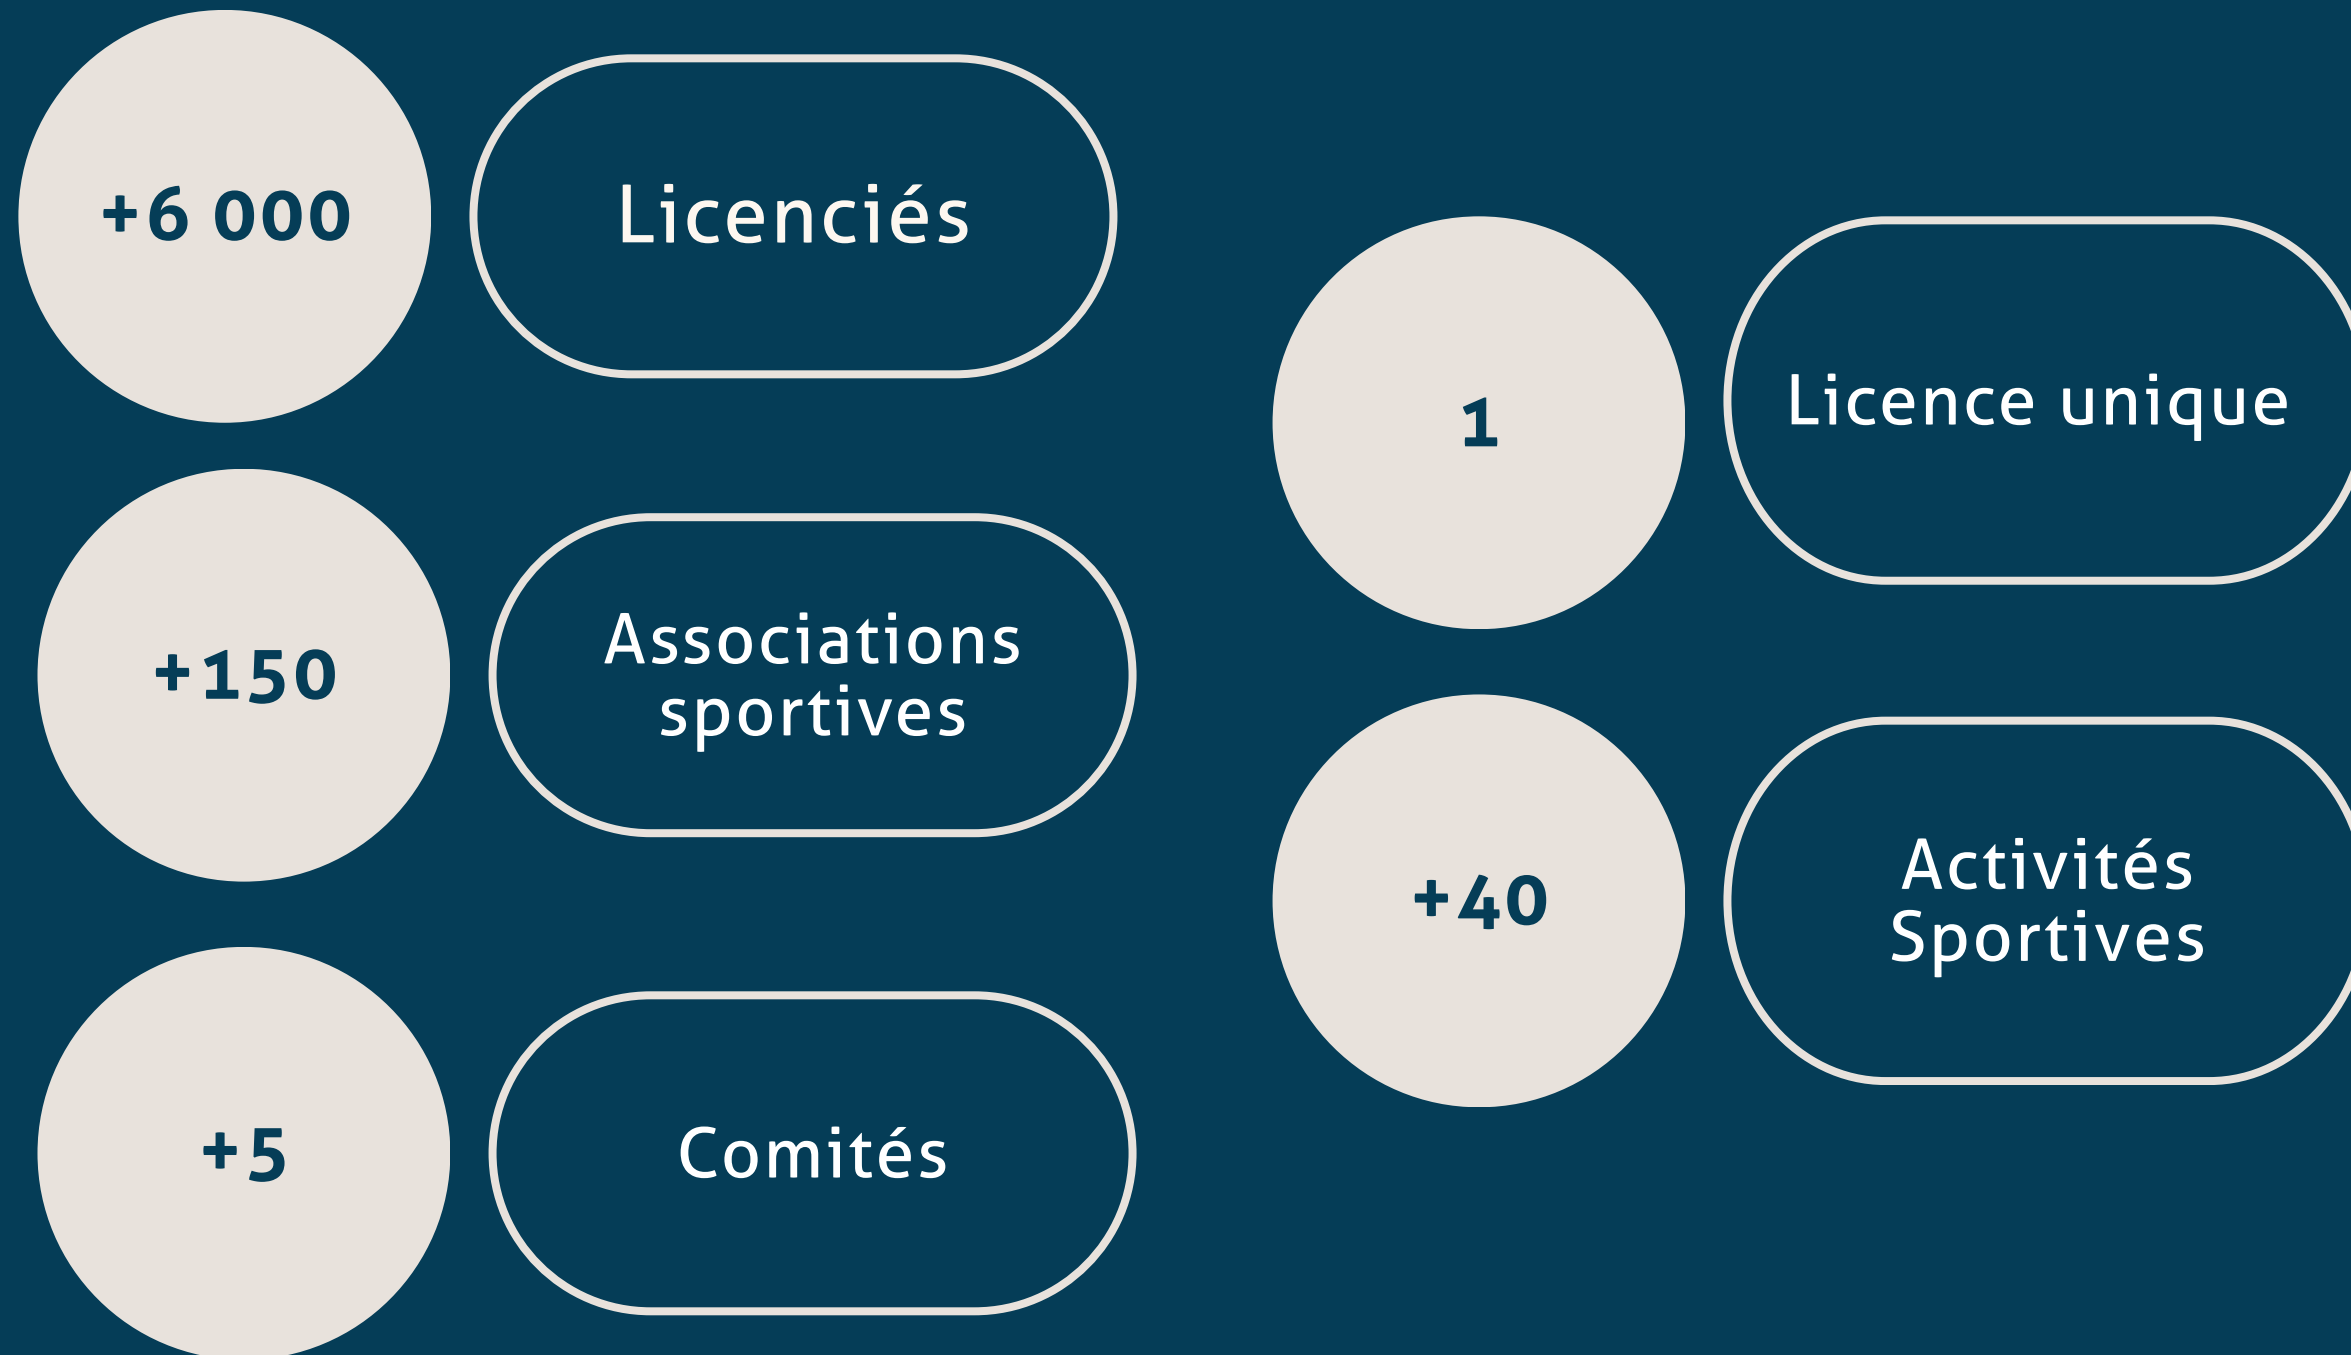 +6 000
Licenciés
+150
Associations
sportives
+5
Comités
1
Licence unique
+40
Activités
Sportives